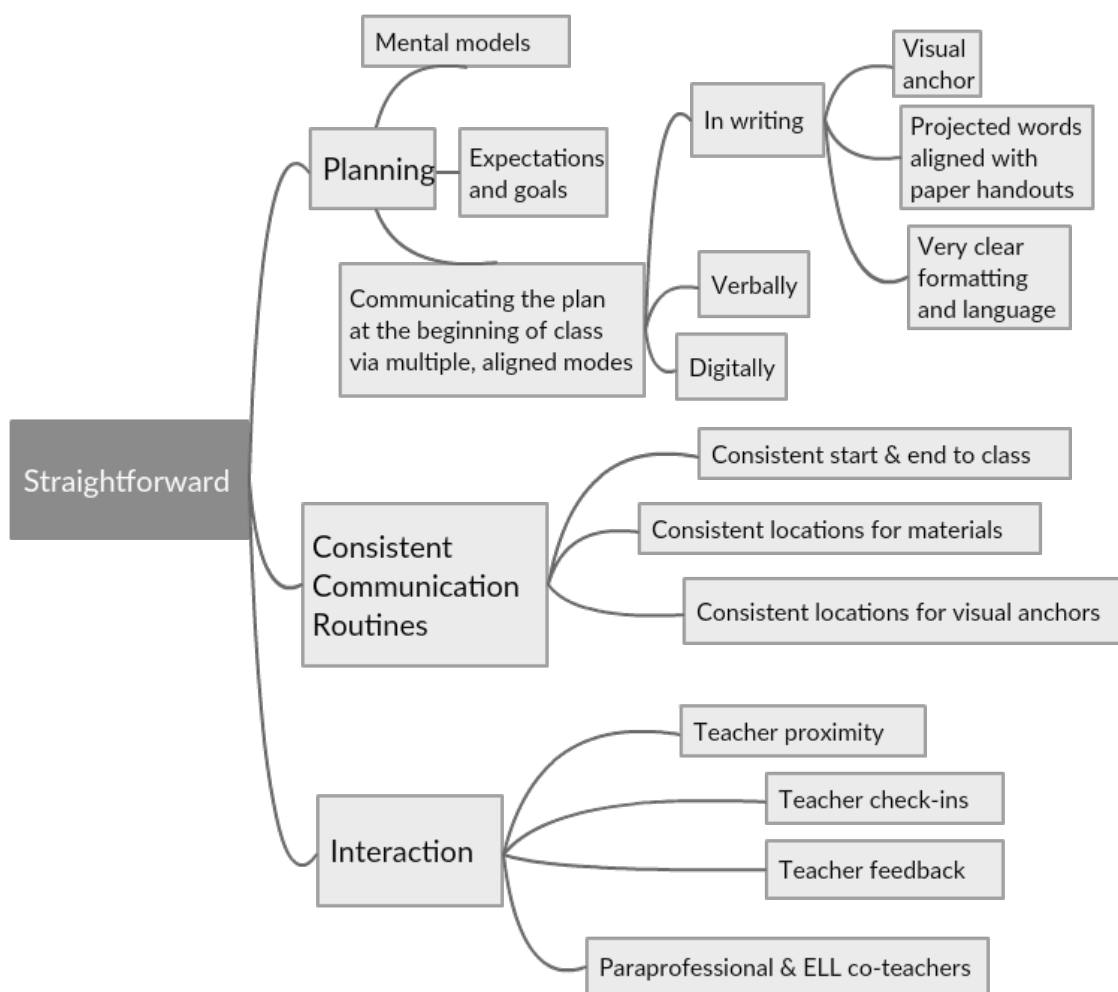 Straightforward
Planning
Mental models
Expectations
and goals
Communicating the plan
at the beginning of class
via multiple, aligned modes
In writing
Visual
anchor
Projected words
aligned with
paper handouts
Very clear
formatting
and language
Verbally
Digitally
Consistent
Communication
Routines
Consistent start & end to class
Consistent locations for materials
Consistent locations for visual anchors
Interaction
Teacher proximity
Teacher check-ins
Teacher feedback
Paraprofessional & ELL co-teachers